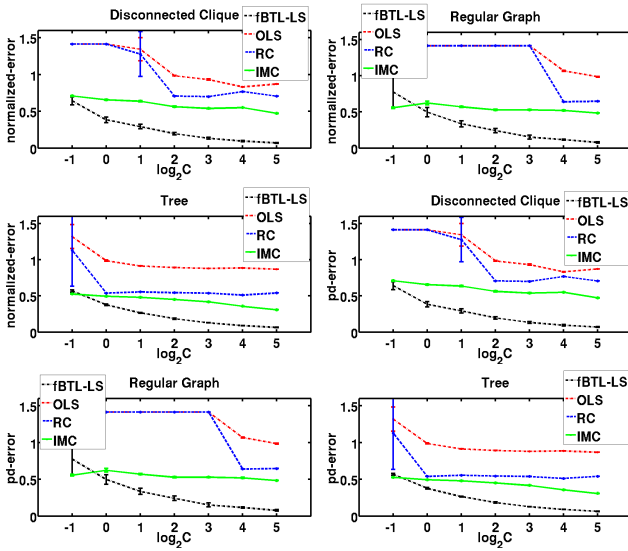 Disconnected Clique
normalized-error
1.5
1
0.5
0
-1 0 1 2 3 4 5
log2C
fBTL-LS
OLS
RC
IMC
Regular Graph
normalized-error
1.5
1
0.5
0
-1 0 1 2 3 4 5
log2C
fBTL-LS
OLS
RC
IMC
Tree
normalized-error
1.5
1
0.5
0
-1 0 1 2 3 4 5
log2C
fBTL-LS
OLS
RC
IMC
Disconnected Clique
pd-error
1.5
1
0.5
0
-1 0 1 2 3 4 5
log2C
fBTL-LS
OLS
RC
IMC
Regular Graph
pd-error
1.5
1
0.5
0
-1 0 1 2 3 4 5
log2C
fBTL-LS
OLS
RC
IMC
Tree
pd-error
1.5
1
0.5
0
-1 0 1 2 3 4 5
log2C
fBTL-LS
OLS
RC
IMC